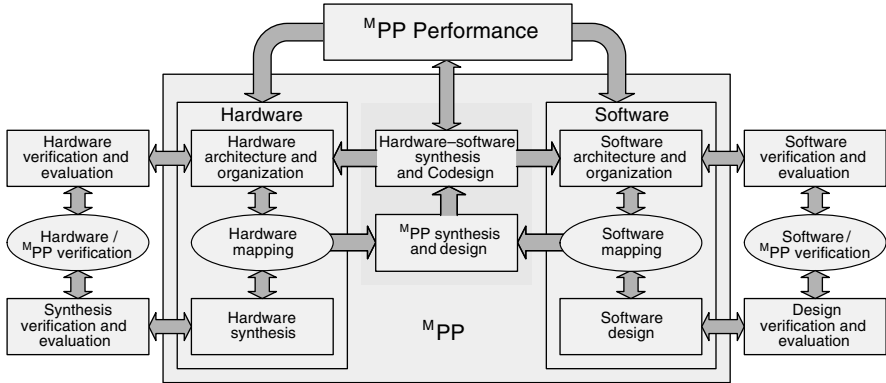 ᴹPP Performance
Hardware
Software
Hardware
verification and
evaluation
Hardware
architecture and
organization
Hardware–software
synthesis
and Codesign
Software
architecture and
organization
Software
verification and
evaluation
Hardware /
ᴹPP verification
Hardware
mapping
ᴹPP synthesis
and design
Software
mapping
Software/
ᴹPP verification
Synthesis
verification and
evaluation
Hardware
synthesis
ᴹPP
Software
design
Design
verification and
evaluation